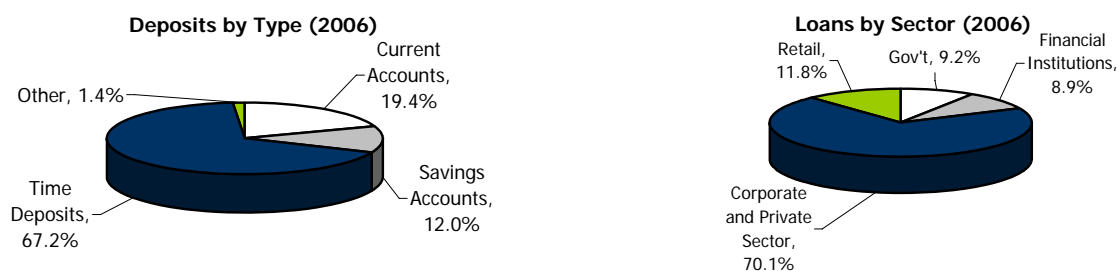 Deposits by Type (2006)
Current
Accounts,
19.4%
Other, 1.4%
Time
Deposits,
67.2%
Savings
Accounts,
12.0%
Loans by Sector (2006)
Retail,
11.8%
Gov't, 9.2%
Financial
Institutions,
8.9%
Corporate
and Private
Sector,
70.1%